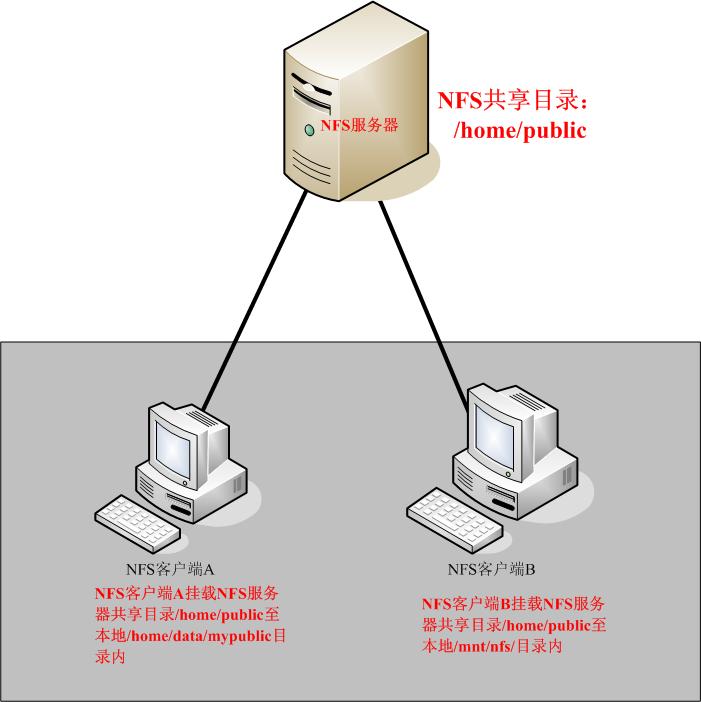 NFS共享目录：
/home/public
NFS服务器
NFS客户端A
NFS客户端A挂载NFS服务
器共享目录/home/public至
本地/home/data/mypublic目
录内
NFS客户端B
NFS客户端B挂载NFS服务
器共享目录/home/public至
本地/mnt/nfs/目录内